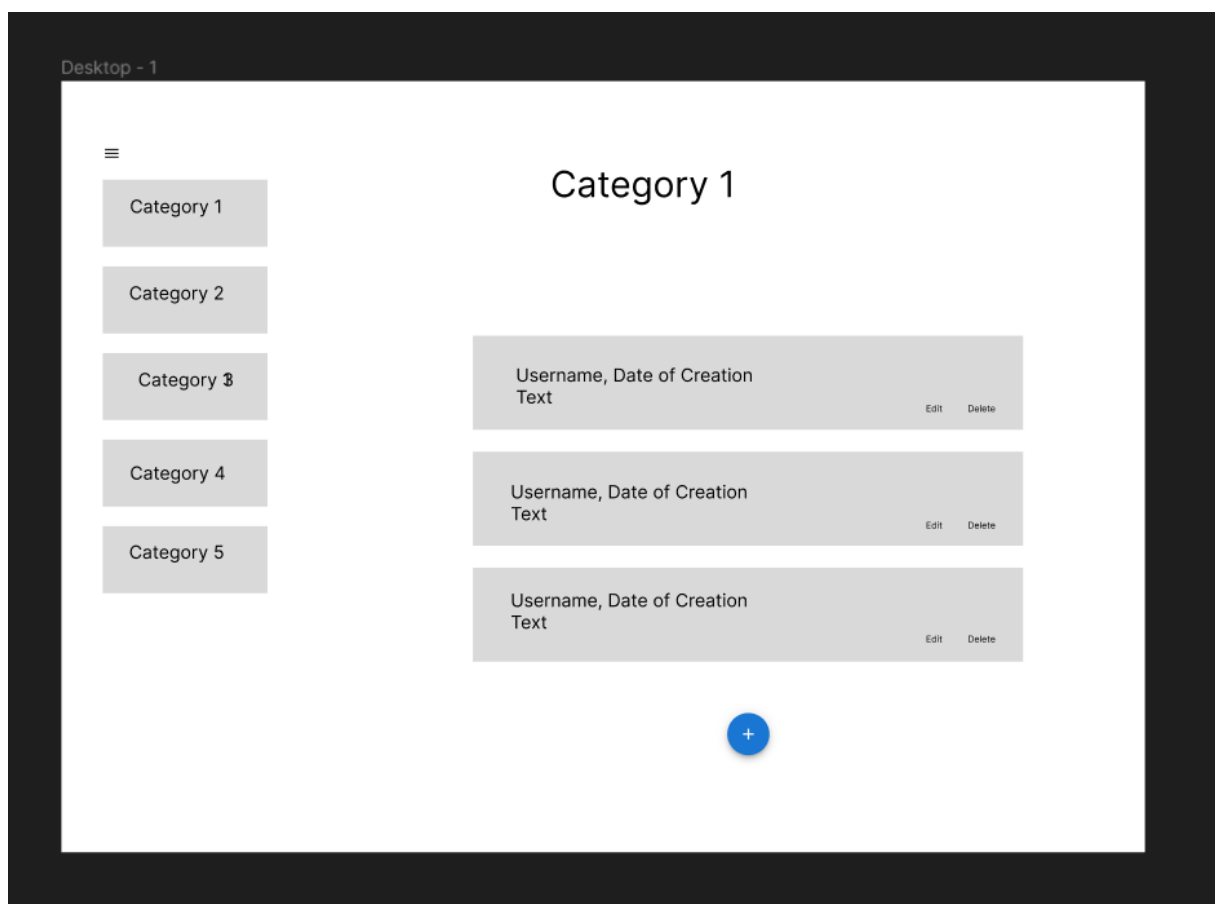 Desktop - 1
Category 1
Category 1
Category 2
Category
Category 4
Category 5
Username, Date of Creation
Text
Edit Delete
Username, Date of Creation
Text
Edit Delete
Username, Date of Creation
Text
Edit Delete
+